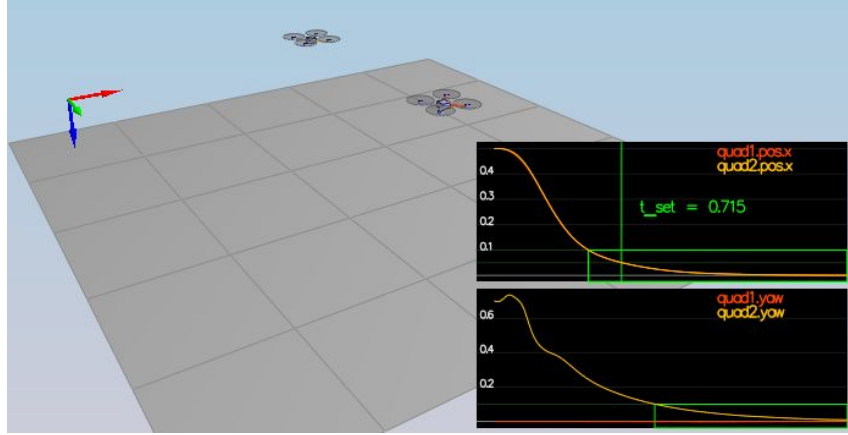 quad1.pos.x
quad2.pos.x
0.4
0.3
t_set = 0.715
0.2
0.1
quad1.yaw
quad2.yaw
0.6
0.4
0.2